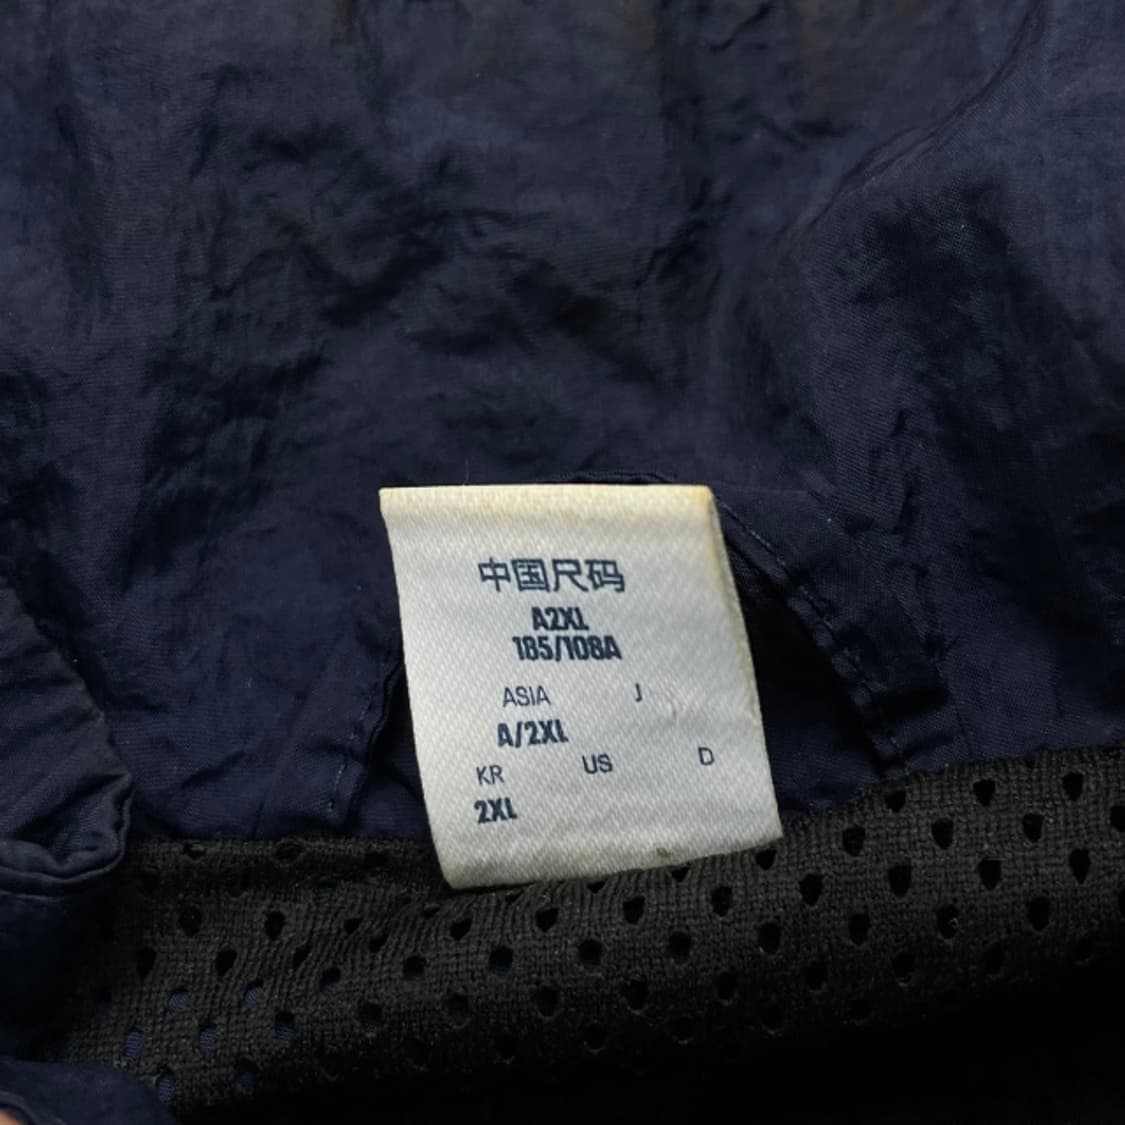 中国尺码
A2XL
185/108A
ASIA J
A/2XL
KR US D
2XL